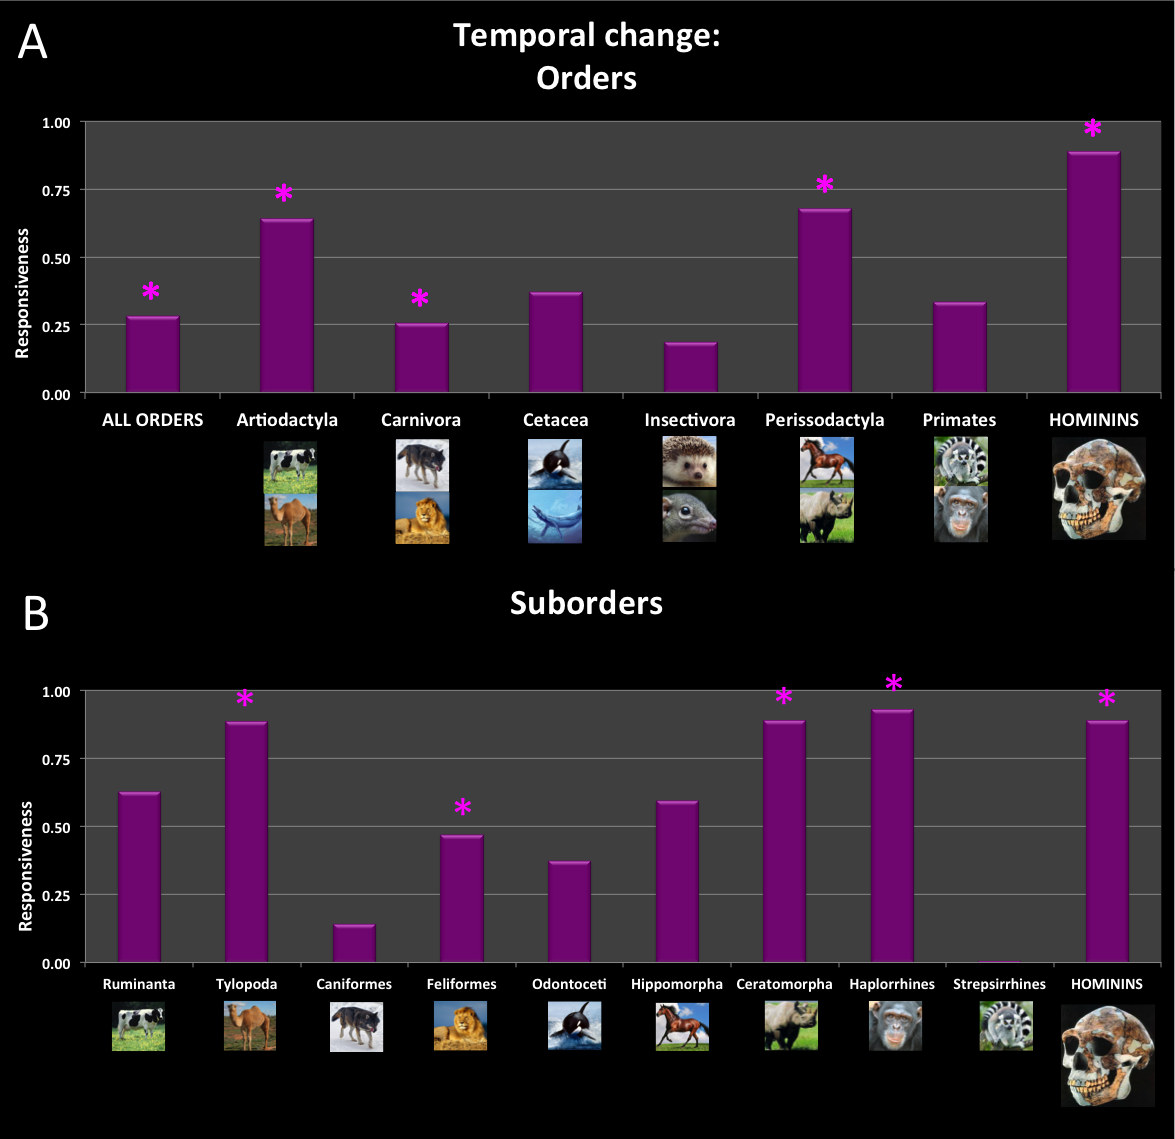 A
Temporal change:
Orders
1.00
*
*
*
0.75
0.50
*
*
0.25
0.00
Responsiveness
ALL ORDERS Artiodactyla Carnivora Cetacea Insectivora Perissodactyla Primates HOMININS
B
Suborders
1.00
*
*
*
*
0.75
*
0.50
0.25
0.00
Responsiveness
Ruminanta Tylopoda Caniformes Feliformes Odontoceti Hippomorpha Ceratomorpha Haplorrhines Strepsirrhines HOMININS